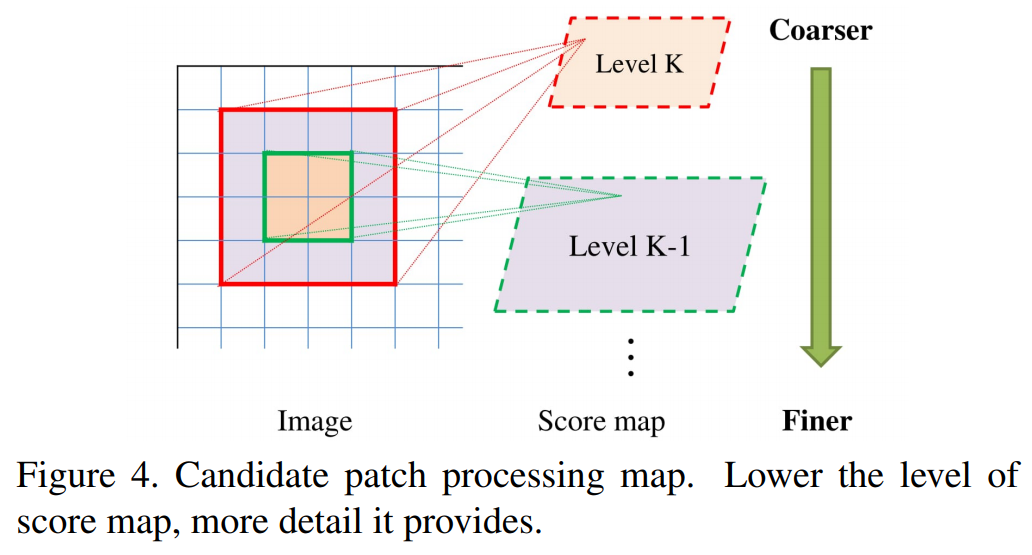 Coarser
Level K
Level K-1
Image
Score map
Finer
Figure 4. Candidate patch processing map. Lower the level of
score map, more detail it provides.